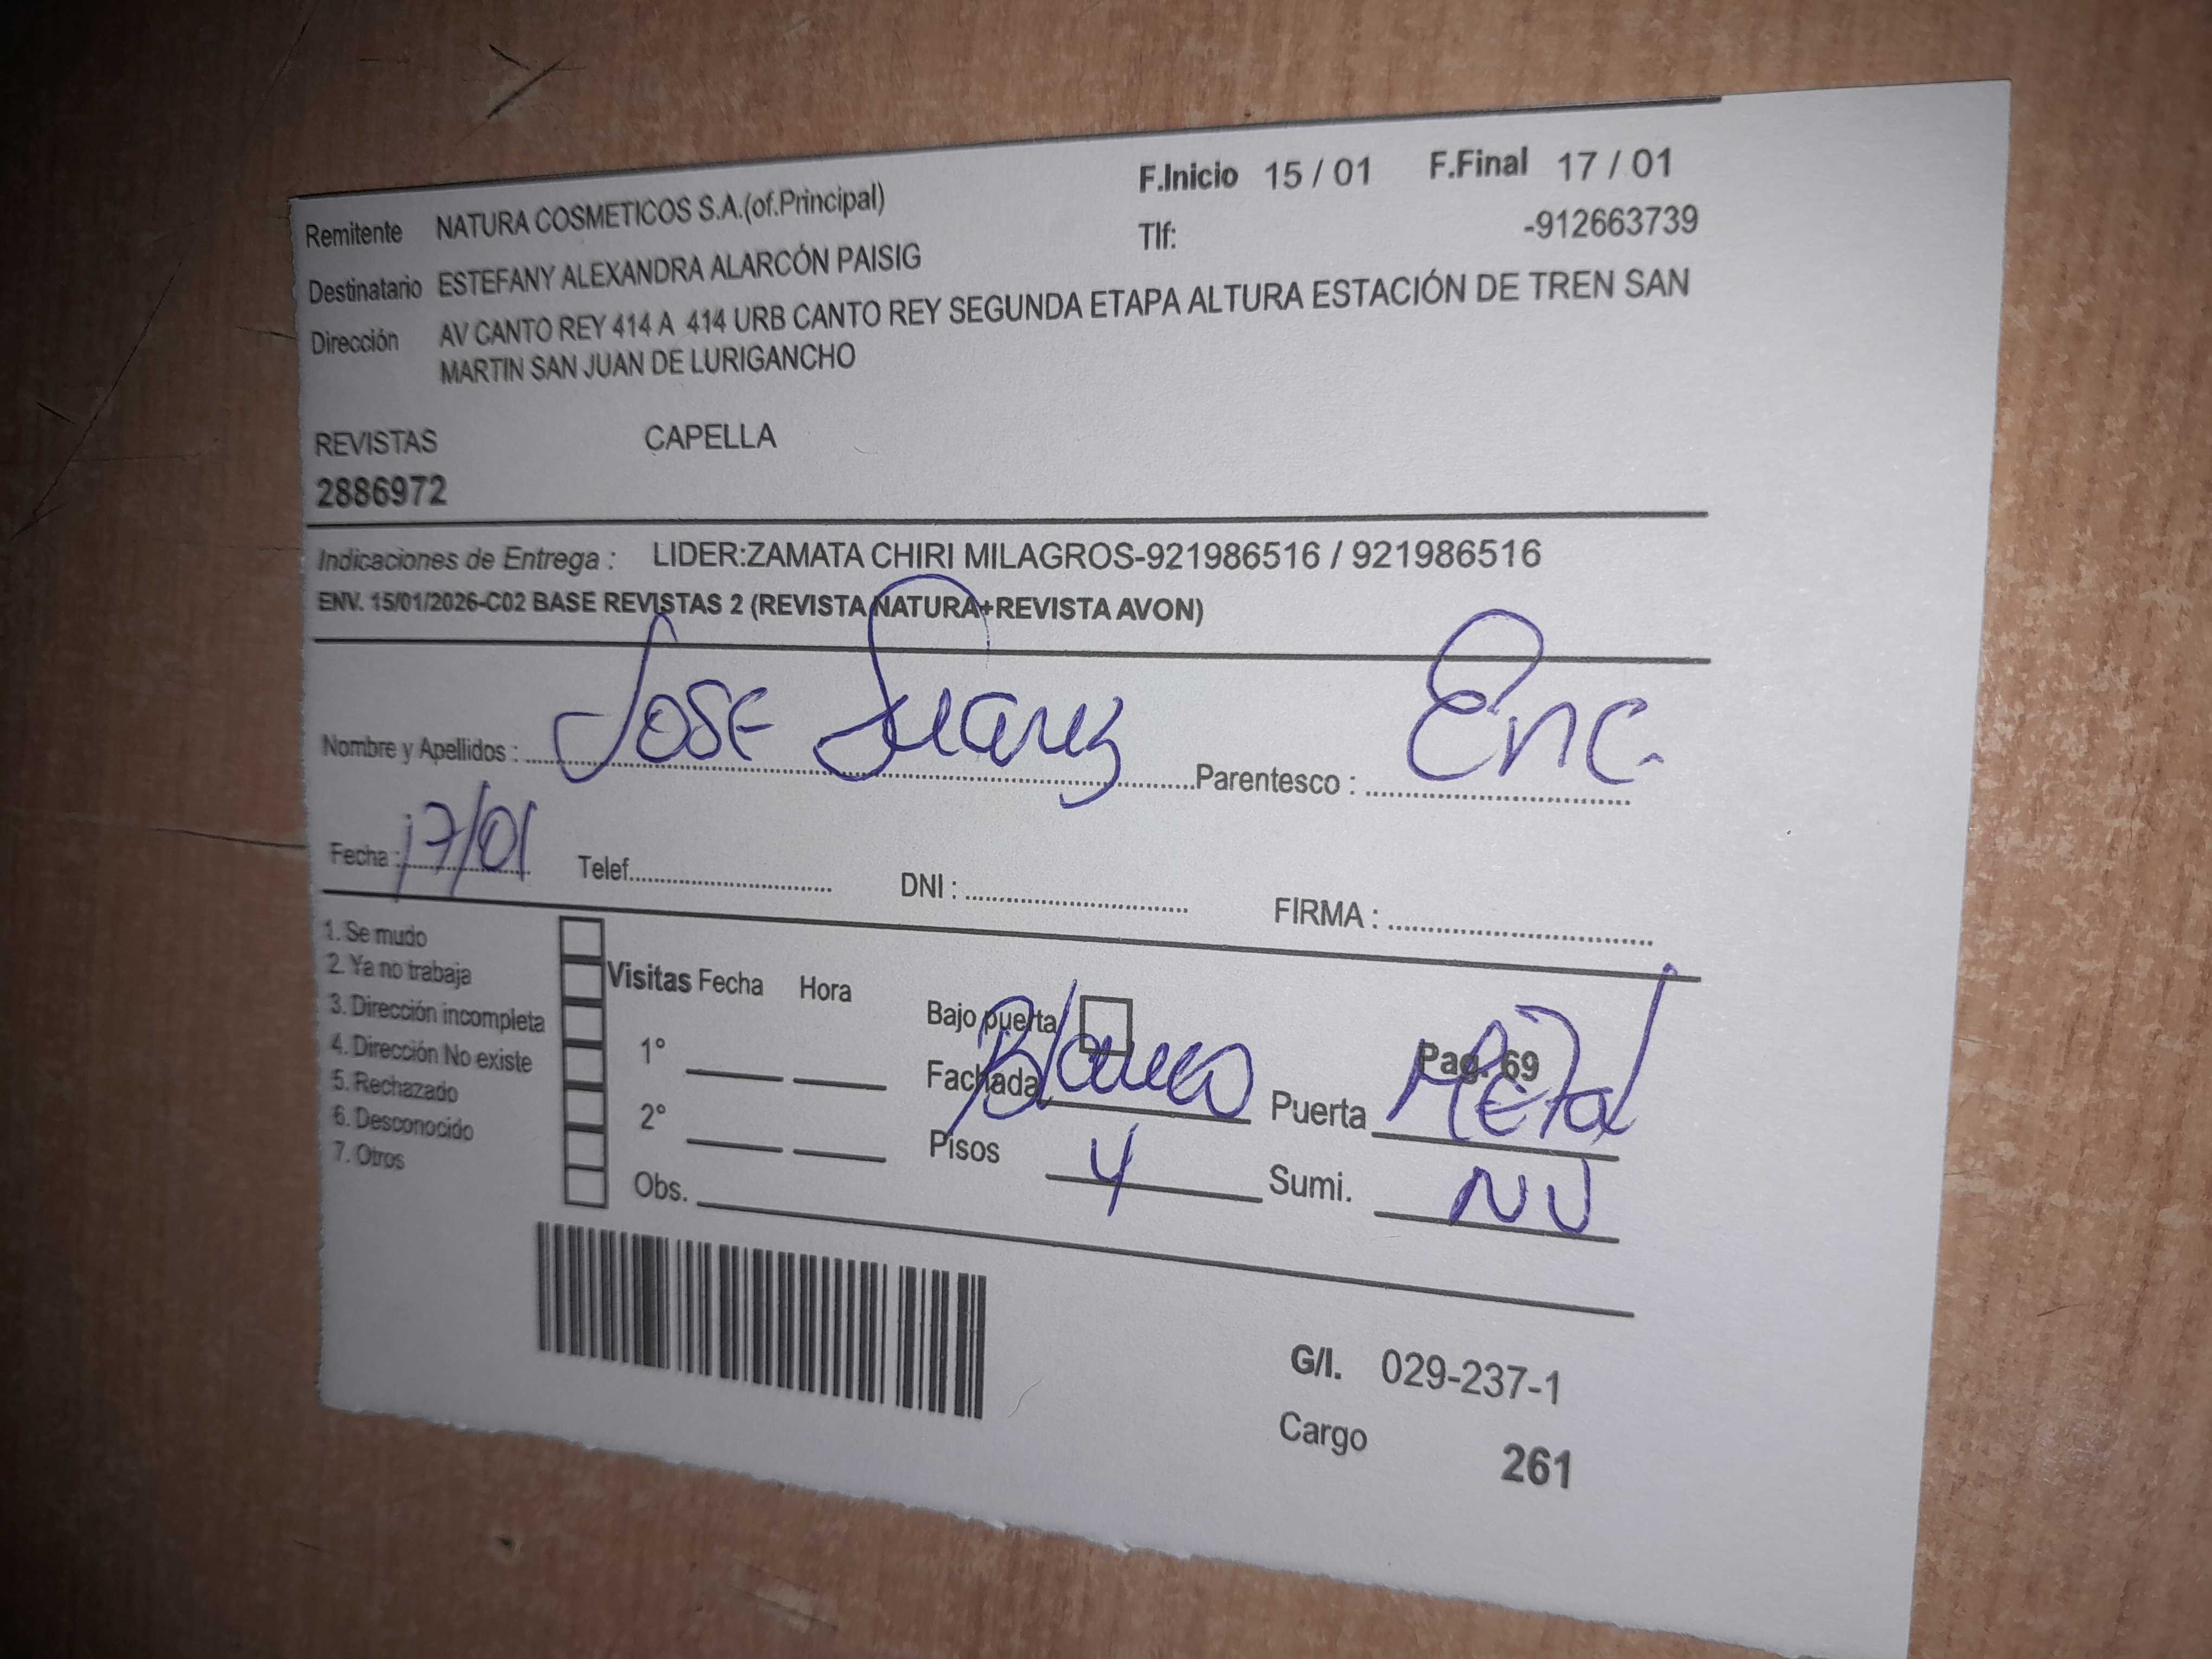 F.Inicio 15 / 01 F.Final 17 / 01
Remitente NATURA COSMETICOS S.A.(of.Principal) Tlf: -912663739
Destinatario ESTEFANY ALEXANDRA ALARCÓN PAISIG
Dirección AV CANTO REY 414 A 414 URB CANTO REY SEGUNDA ETAPA ALTURA ESTACIÓN DE TREN SAN
MARTIN SAN JUAN DE LURIGANCHO
REVISTAS CAPELLA
2886972
Indicaciones de Entrega : LIDER:ZAMATA CHIRI MILAGROS-921986516 / 921986516
ENV. 15/01/2026-C02 BASE REVISTAS 2 (REVISTA NATURA+REVISTA AVON)
Nombre y Apellidos : JOSE Suarez Parentesco : Enc.
Fecha : 17/01 Telef. DNI : FIRMA :
1. Se mudo
2. Ya no trabaja
3. Dirección incompleta
4. Dirección No existe
5. Rechazado
6. Desconocido
7. Otros
Visitas Fecha Hora
1°
2°
Obs.
Bajo puerta
Pag. 69
Fachada Blanco Puerta Metal
Pisos 4 Sumi. NV
G/I. 029-237-1
Cargo 261